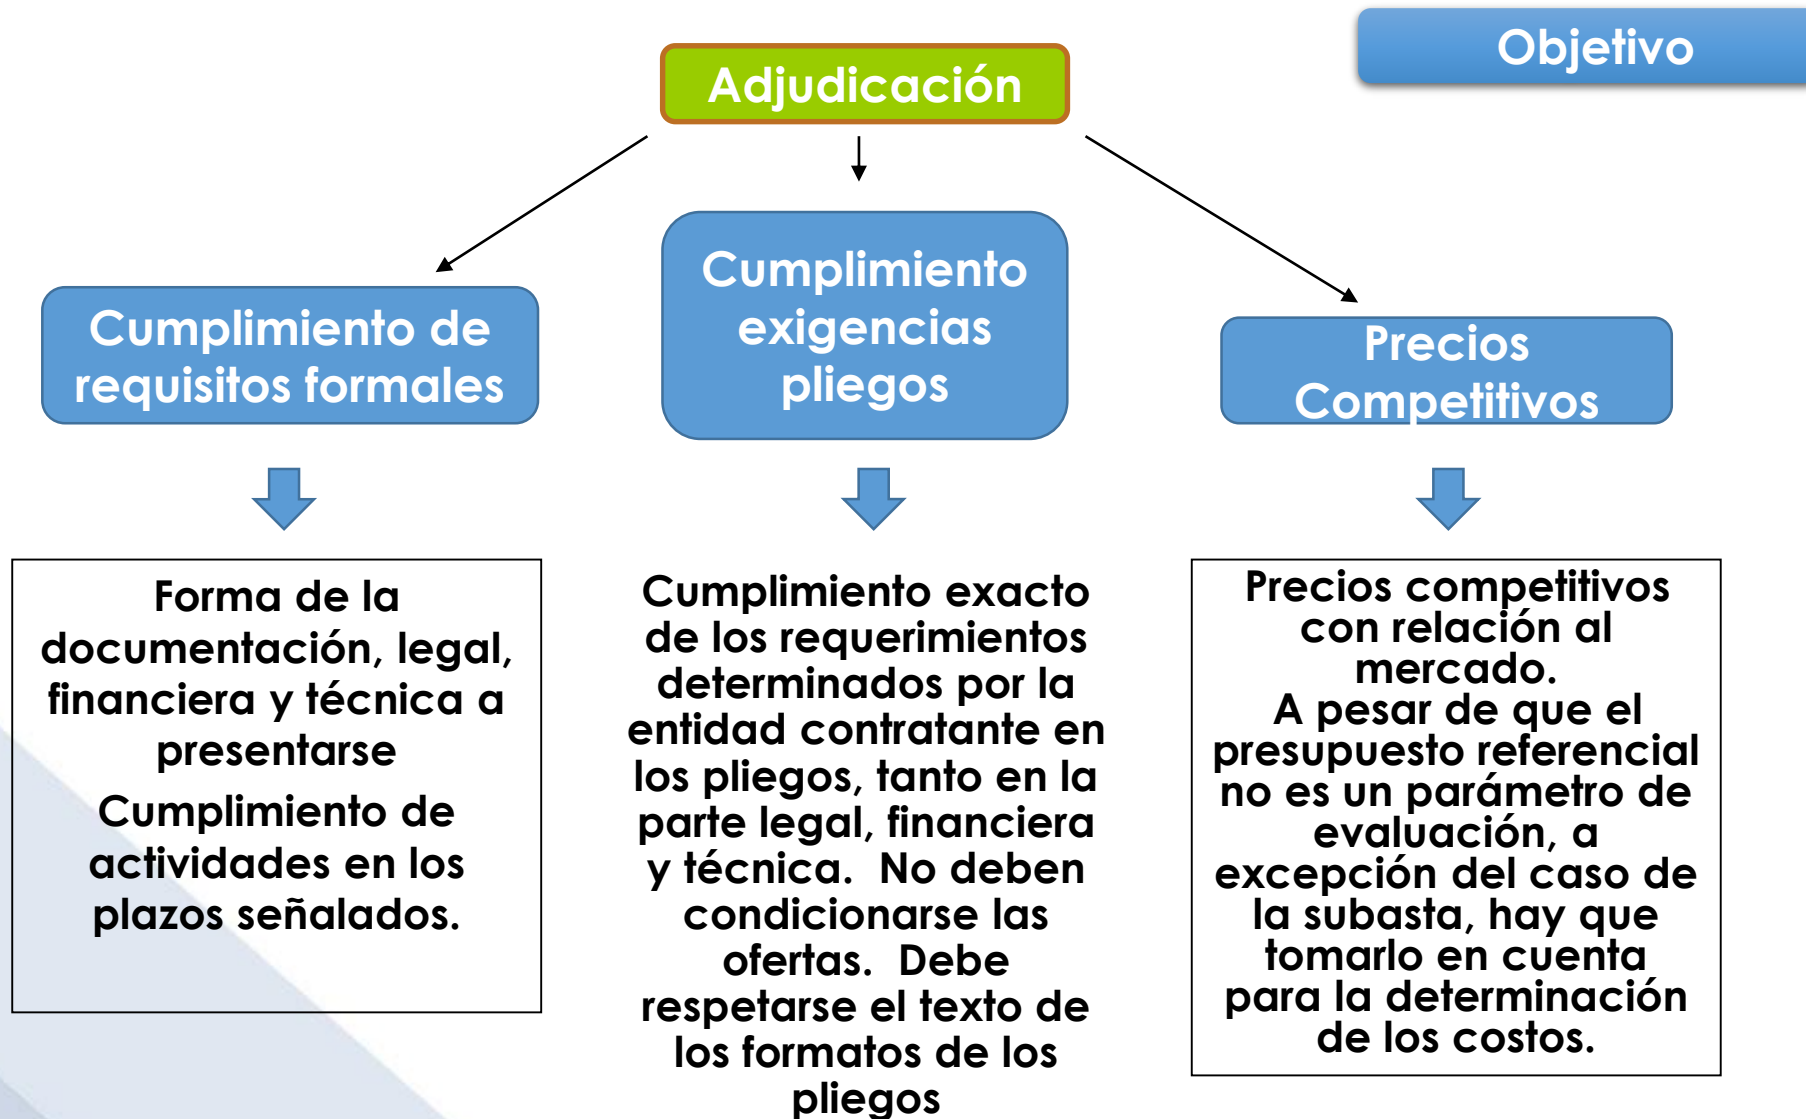 Objetivo
Adjudicación
Cumplimiento de
requisitos formales
Cumplimiento
exigencias
pliegos
Precios
Competitivos
Forma de la
documentación, legal,
financiera y técnica a
presentarse
Cumplimiento de
actividades en los
plazos señalados.
Cumplimiento exacto
de los requerimientos
determinados por la
entidad contratante en
los pliegos, tanto en la
parte legal, financiera
y técnica.  No deben
condicionarse las
ofertas.  Debe
respetarse el texto de
los formatos de los
pliegos
Precios competitivos
con relación al
mercado.
A pesar de que el
presupuesto referencial
no es un parámetro de
evaluación, a
excepción del caso de
la subasta, hay que
tomarlo en cuenta
para la determinación
de los costos.